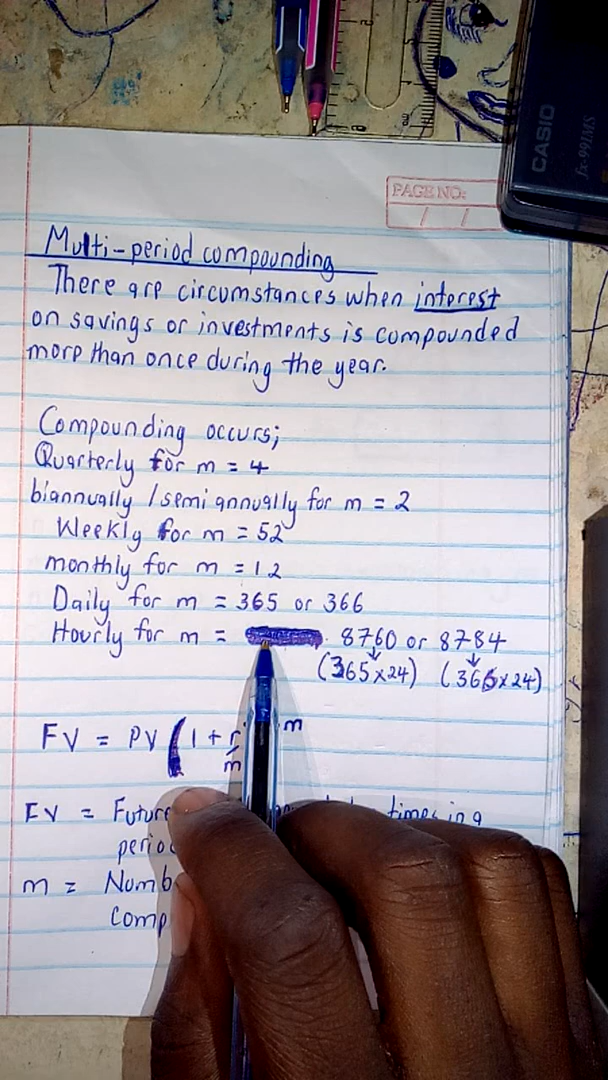 CASIO
fx-991MS
PAGE NO:
/ /
Multi-period compounding
There are circumstances when interest
on savings or investments is compounded
more than once during the year.
Compounding occurs;
Quarterly for m = 4
biannually / semi annually for m = 2
Weekly for m = 52
monthly for m = 12
Daily for m = 365 or 366
Hourly for m = 8760 or 8784
(365x24) (366x24)
FV = PV (1 + r/m m
FV = Future times in a
m = Numb
comp